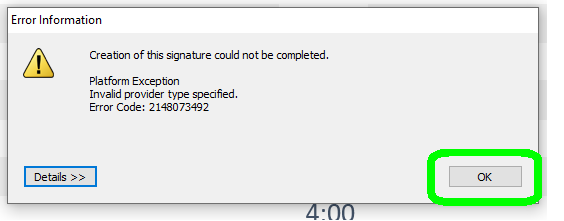 Error Information
Creation of this signature could not be completed.
Platform Exception
Invalid provider type specified.
Error Code: 2148073492
Details >>
OK
4:00